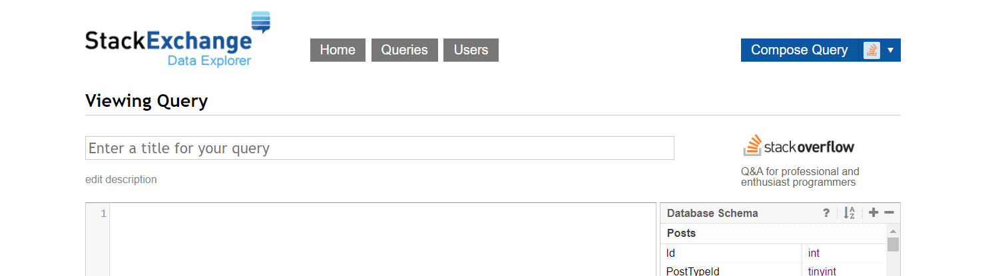 StackExchange
Data Explorer
Home Queries Users
Compose Query
Viewing Query
Enter a title for your query
stackoverflow
edit description
Q&A for professional and
enthusiast programmers
1
Database Schema ? A Z
Posts
Id int
PostTypeId tinyint